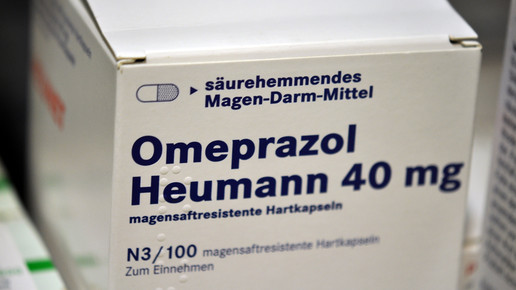 säurehemmendes
Magen-Darm-Mittel
Omeprazol
Heumann 40 mg
magensaftresistente Hartkapseln
N3/100 magensaftresistente Hartkapseln
Zum Einnehmen